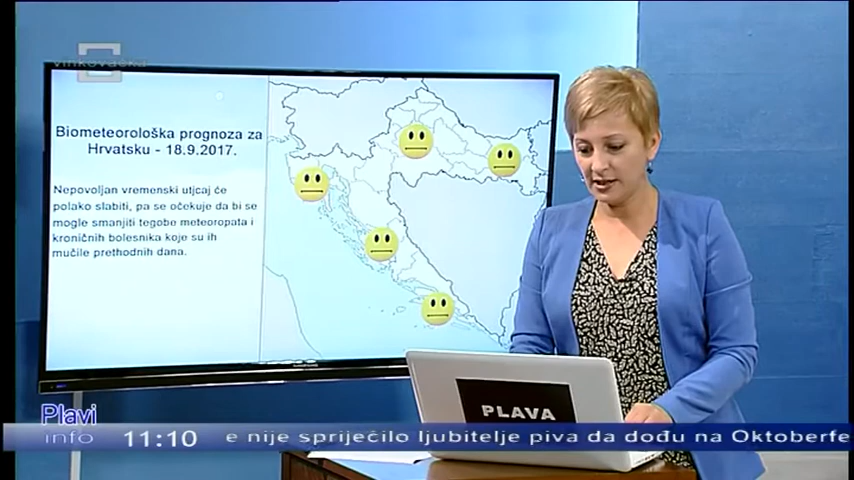 vinkovačka
Biometeorološka prognoza za
Hrvatsku - 18.9.2017.
Nepovoljan vremenski utjcaj će
polako slabiti, pa se očekuje da bi se
mogle smanjiti tegobe meteoropata i
kroničnih bolesnika koje su ih
mučile prethodnih dana.
PLAVA
Plavi
info
11:10 e nije spriječilo ljubitelje piva da dođu na Oktoberfe